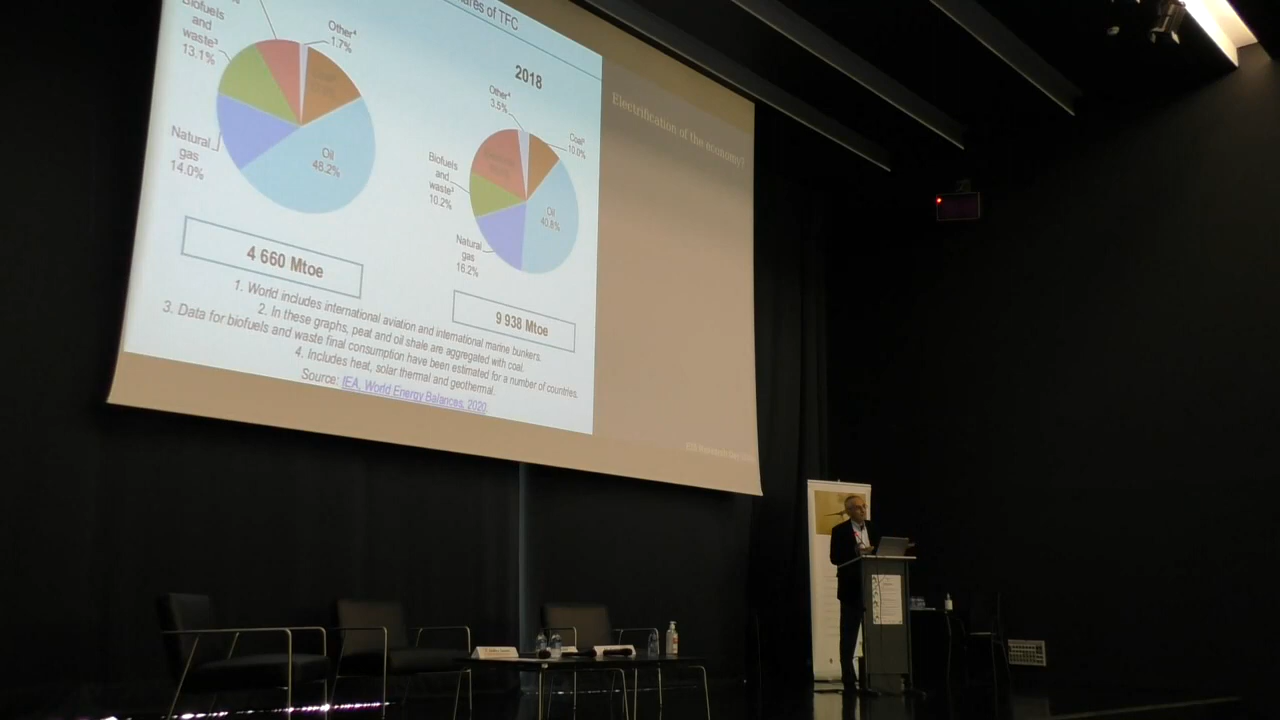 ares of TFC
2018
Biofuels
and
waste³
13.1%
Other⁴
1.7%
Natural
gas
14.0%
Oil
48.2%
4 660 Mtoe
Other⁴
3.5%
Coal²
10.0%
Biofuels
and
waste³
10.2%
Oil
40.8%
Natural
gas
16.2%
9 938 Mtoe
1. World includes international aviation and international marine bunkers.
2. In these graphs, peat and oil shale are aggregated with coal.
3. Data for biofuels and waste final consumption have been estimated for a number of countries.
4. Includes heat, solar thermal and geothermal.
Source: IEA, World Energy Balances, 2020.
Electrification of the economy?